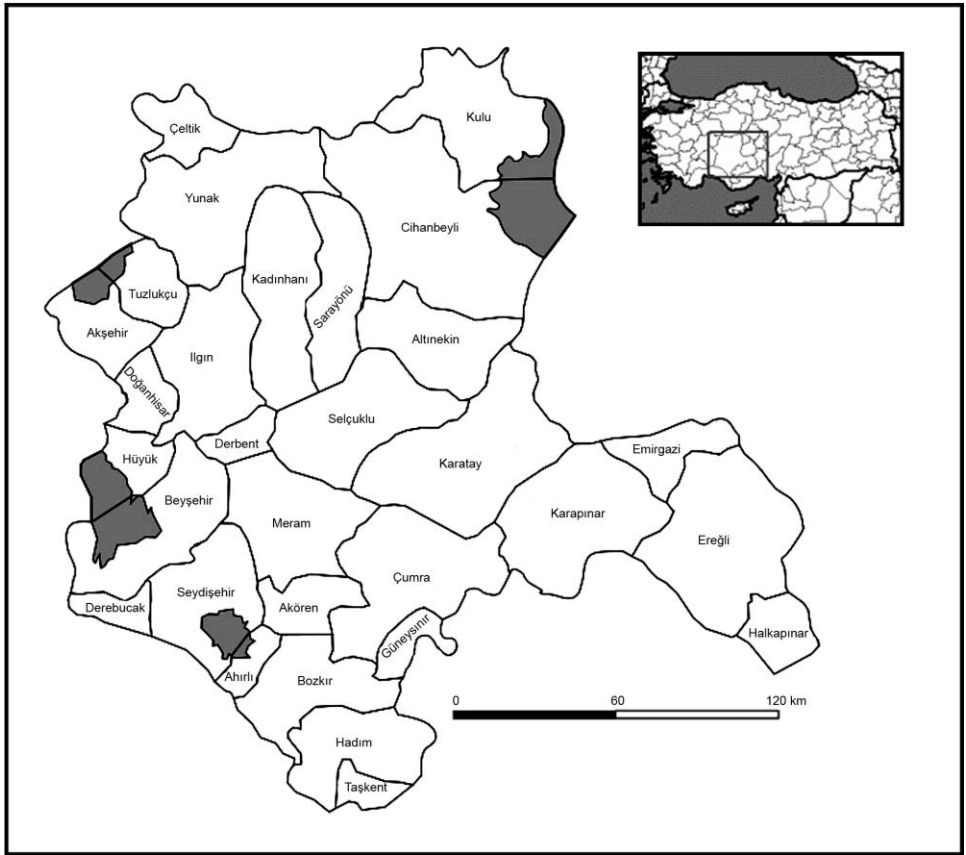 Kulu
Çeltik
Yunak
Cihanbeyli
Kadınhanı
Sarayönü
Tuzlukçu
Akşehir
Ilgın
Altınekin
Doğanhisar
Selçuklu
Derbent
Emirgazi
Hüyük
Karatay
Beyşehir
Karapınar
Meram
Ereğli
Çumra
Seydişehir
Derebucak
Akören
Güneysınır
Halkapınar
Ahırlı
Bozkır
0 60 120 km
Hadım
Taşkent